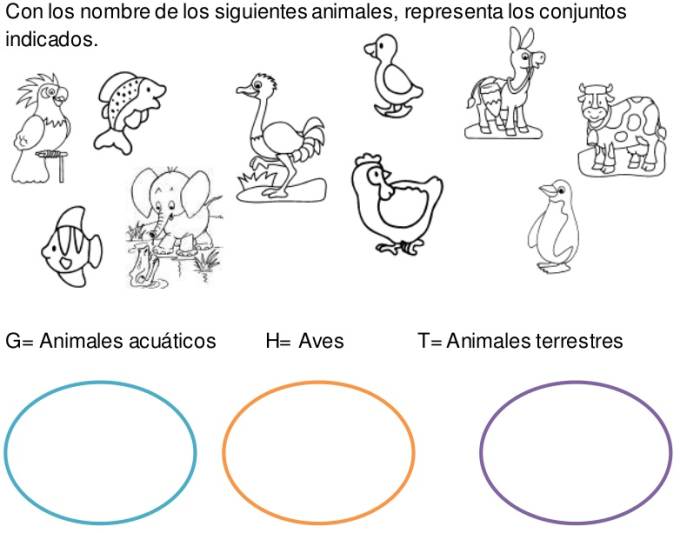 Con los nombre de los siguientes animales, representa los conjuntos
indicados.
G= Animales acuáticos H= Aves T= Animales terrestres